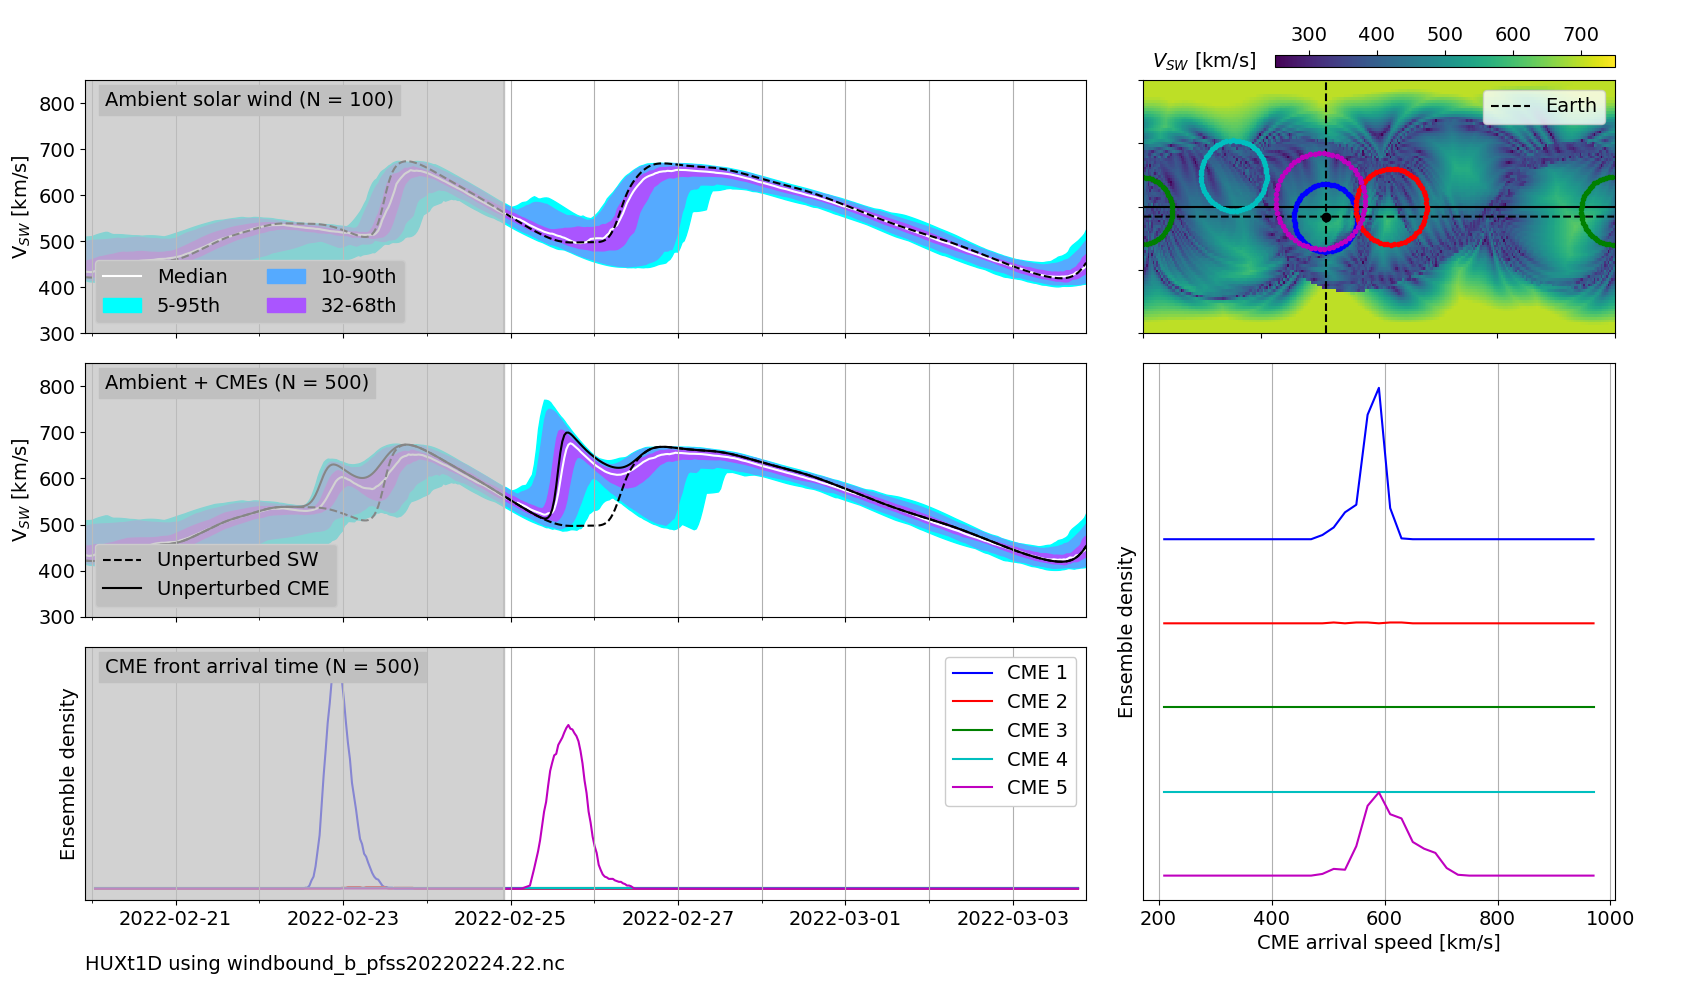 300 400 500 600 700
V_SW [km/s]
Ambient solar wind (N = 100)
800
700
600
500
400
300
V_SW [km/s]
Median
5-95th
10-90th
32-68th
Earth
Ambient + CMEs (N = 500)
800
700
600
500
400
300
V_SW [km/s]
Unperturbed SW
Unperturbed CME
CME front arrival time (N = 500)
Ensemble density
CME 1
CME 2
CME 3
CME 4
CME 5
2022-02-21 2022-02-23 2022-02-25 2022-02-27 2022-03-01 2022-03-03
Ensemble density
200 400 600 800 1000
CME arrival speed [km/s]
HUXt1D using windbound_b_pfss20220224.22.nc